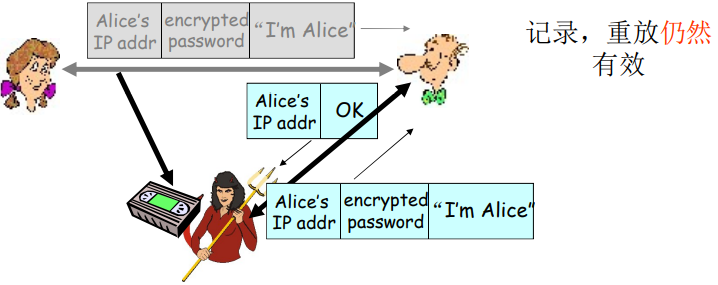 Alice's
IP addr
encrypted
password
“I'm Alice”
记录，重放仍然
有效
Alice's
IP addr
OK
Alice's
IP addr
encrypted
password
“I'm Alice”